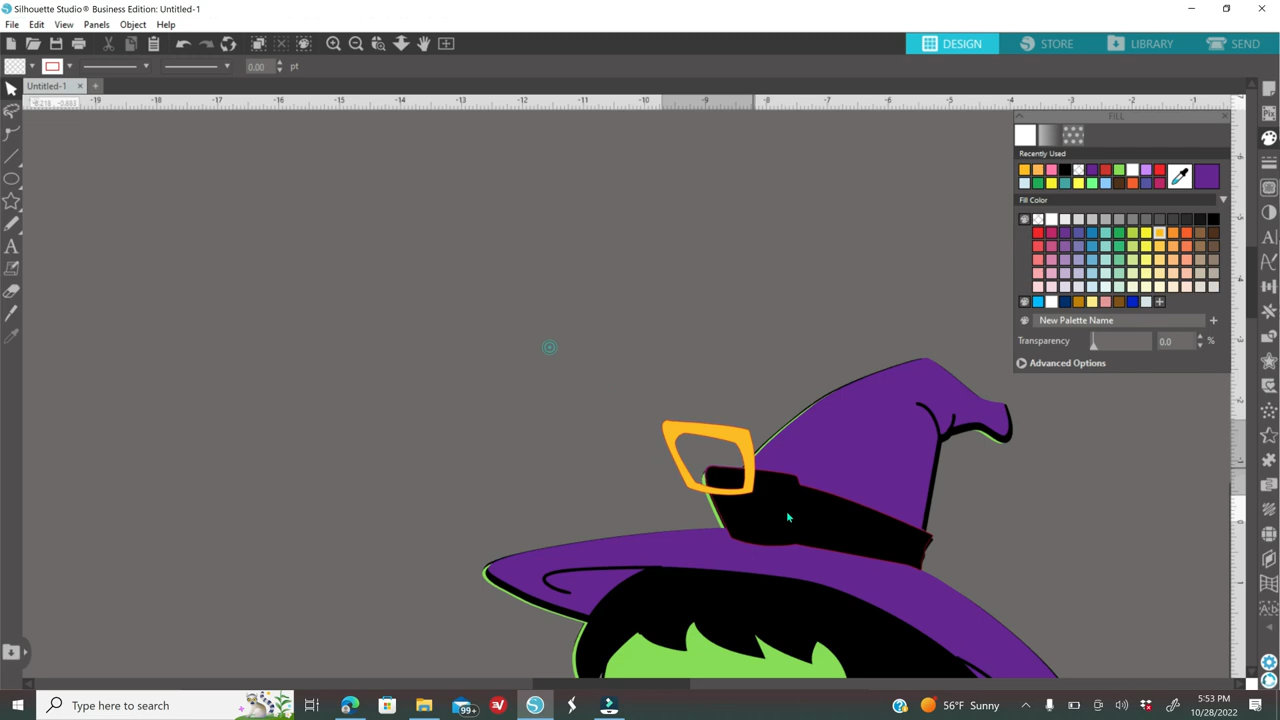 Silhouette Studio® Business Edition: Untitled-1
File Edit View Panels Object Help
DESIGN STORE LIBRARY SEND
0.00 pt
Untitled-1 × +
-19 -18 -17 -16 -15 -14 -13 -12 -11 -10 -9 -8 -7 -6 -5 -4 -3 -2 -1
FILL
Recently Used
Fill Color
New Palette Name
Transparency 0.0 %
Advanced Options
Type here to search
99+
56°F Sunny
5:53 PM
10/28/2022